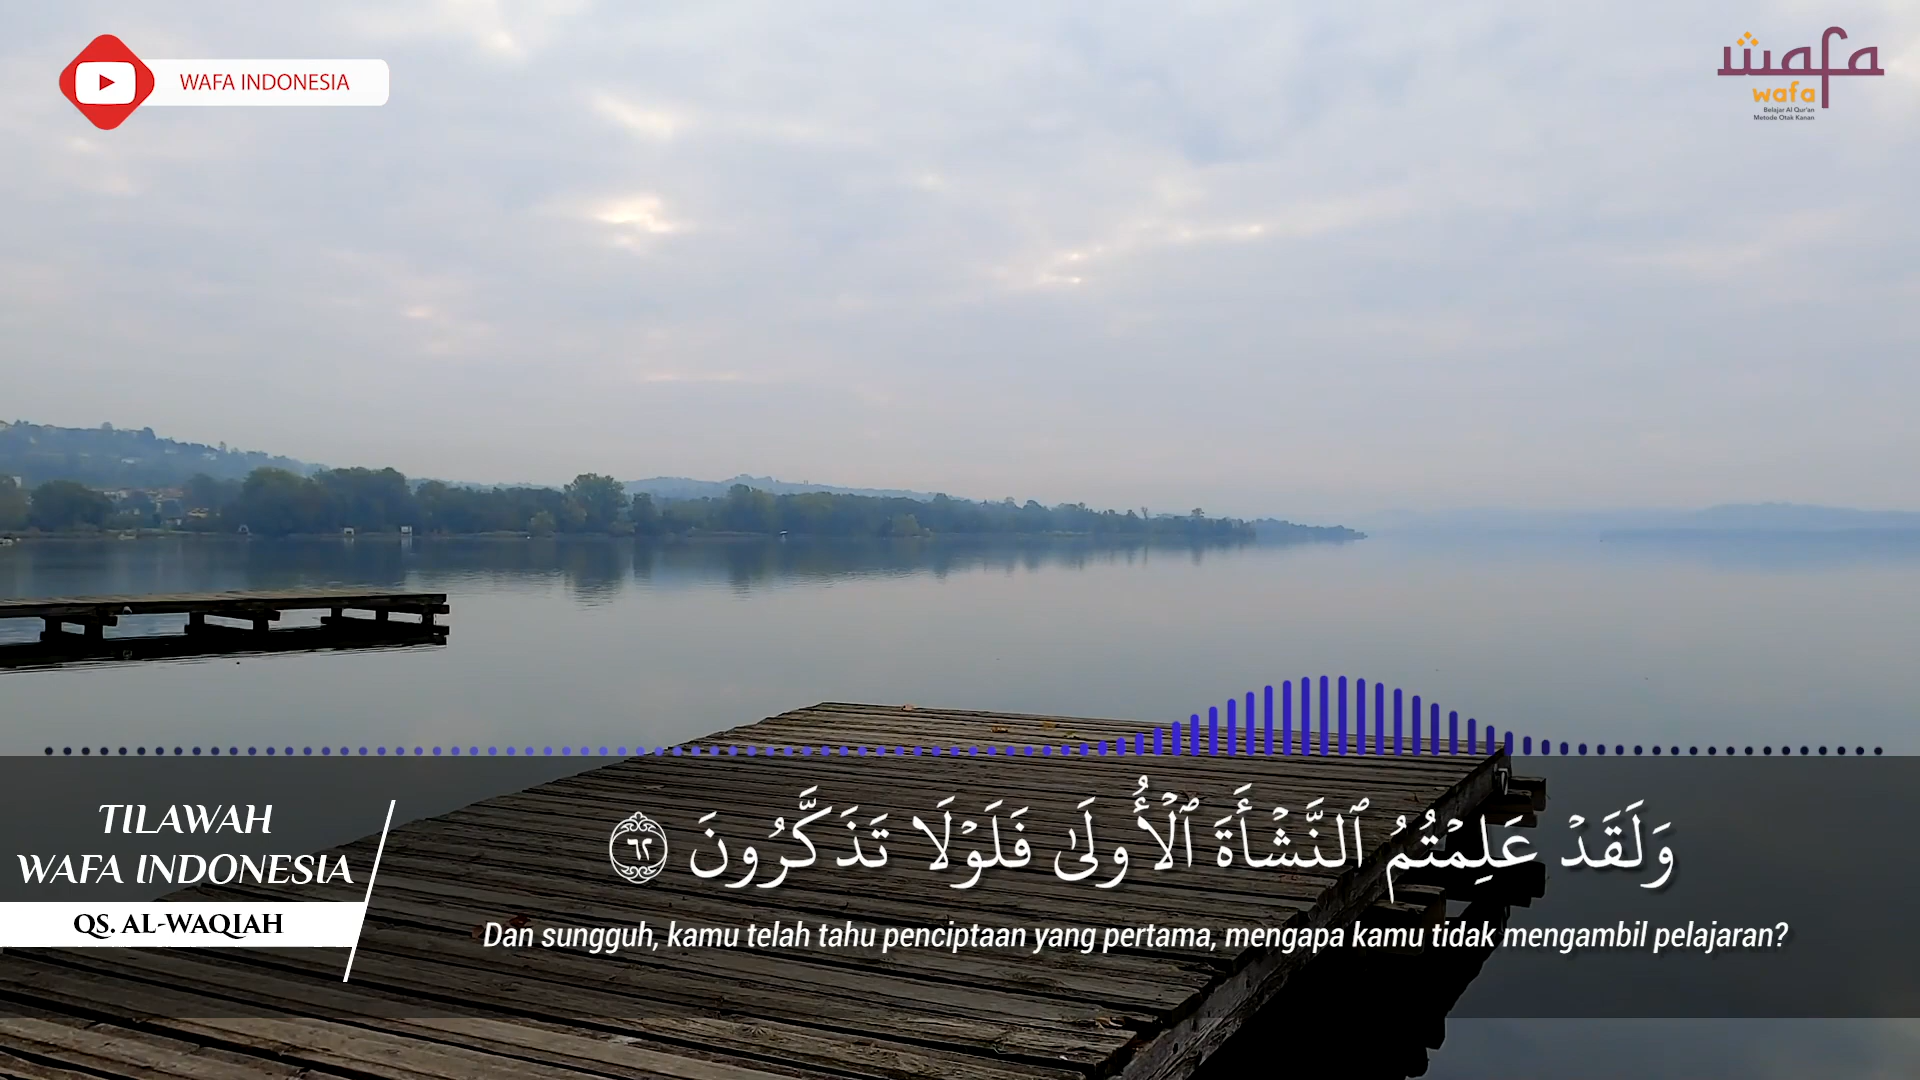 WAFA INDONESIA
wafa
wafa
Belajar Al Qur'an
Metode Otak Kanan
وَلَقَدْ عَلِمْتُمُ ٱلنَّشْأَةَ ٱلْأُولَىٰ فَلَوْلَا تَذَكَّرُونَ ٦٢
Dan sungguh, kamu telah tahu penciptaan yang pertama, mengapa kamu tidak mengambil pelajaran?
TILAWAH
WAFA INDONESIA
QS. AL-WAQIAH